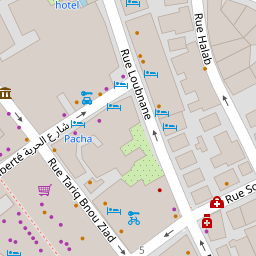 hotel
Rue Loubnane
Rue Halab
berté شارع الحرية
Pacha
Rue Tariq Bnou Ziad
Rue So
5